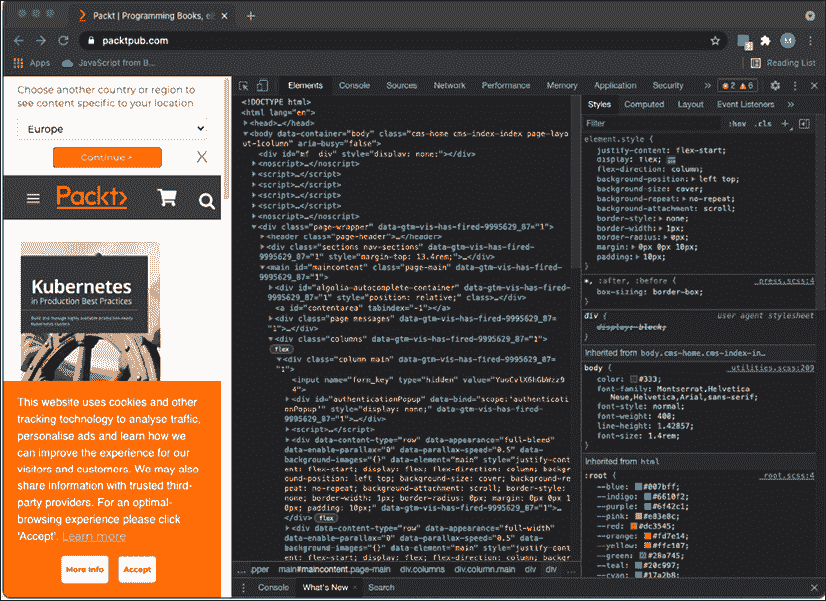 Packt | Programming Books, e
packtpub.com
Apps
JavaScript from B...
Reading List
Choose another country or region to
see content specific to your location
Europe
Continue >
X
Packt>
Kubernetes
in Production Best Practices
Build and manage highly available production-ready
Kubernetes clusters
This website uses cookies and other
tracking technology to analyse traffic,
personalise ads and learn how we
can improve the experience for our
visitors and customers. We may also
share information with trusted third-
party providers. For an optimal-
browsing experience please click
'Accept'. Learn more
More Info
Accept
Elements Console Sources Network Performance Memory Application Security » 2 6
<!DOCTYPE html>
<html lang="en">
<head>…</head>
<body data-container="body" class="cms-home cms-index-index page-layo
ut-1column" aria-busy="false">
<div id="mf div" style="display: none;"></div>
<noscript>…</noscript>
<script>…</script>
<script>…</script>
<script>…</script>
<script>…</script>
<noscript>…</noscript>
<div class="page-wrapper" data-gtm-vis-has-fired-9995629_87="1">
<header class="page-header">…</header>
<div class="sections nav-sections" data-gtm-vis-has-fired-
9995629_87="1" style="margin-top: 13.4rem;">…</div>
<main id="maincontent" class="page-main" data-gtm-vis-has-fired-
9995629_87="1">
<div id="algolia-autocomplete-container" data-gtm-vis-has-fired-
9995629_87="1" style="position: relative;" class>…</div>
<a id="contentarea" tabindex="-1"></a>
<div class="page messages" data-gtm-vis-has-fired-9995629_87=
"1">…</div>
<div class="columns" data-gtm-vis-has-fired-9995629_87="1">
flex
<div class="column main" data-gtm-vis-has-fired-9995629_87=
"1">
<input name="form_key" type="hidden" value=
<div id="authenticationPopup" data-bind="scope:'authenticat
ionPopup'" style="display: none;" data-gtm-vis-has-fired-
9995629_87="1">…</div>
<script>…</script>
<div data-content-type="row" data-appearance="full-bleed"
data-enable-parallax="0" data-parallax-speed="0.5" data-
background-images="{}" data-element="main" style="justify-cont
ent: flex-start; display: flex; flex-direction: column; backgr
ound-position: left top; background-size: cover; background-re
peat: no-repeat; background-attachment: scroll; border-style:
none; border-width: 1px; border-radius: 0px; margin: 0px 0px 1
0px; padding: 10px;" data-gtm-vis-has-fired-9995629_87="1">…
</div> flex
<div data-content-type="row" data-appearance="full-width"
data-enable-parallax="0" data-parallax-speed="0.5" data-
background-images="{}" data-element="main" style="justify-cont
ent: flex-start; display: flex; flex-direction: column; backgr
… pper main#maincontent.page-main div.columns div.column.main div div …
Styles Computed Layout Event Listeners »
Filter :hov .cls +
element.style {
justify-content: flex-start;
display: flex;
flex-direction: column;
background-position: left top;
background-size: cover;
background-repeat: no-repeat;
background-attachment: scroll;
border-style: none;
border-width: 1px;
border-radius: 0px;
margin: 0px 0px 10px;
padding: 10px;
}
*, :after, :before { _press.scss:4
box-sizing: border-box;
}
div { user agent stylesheet
display: block;
}
Inherited from body.cms-home.cms-index-in…
body { _utilities.scss:209
color: #333;
font-family: Montserrat,Helvetica
Neue,Helvetica,Arial,sans-serif;
font-style: normal;
font-weight: 400;
line-height: 1.42857;
font-size: 1.4rem;
}
Inherited from html
:root { _root.scss:4
--blue: #007bff;
--indigo: #6610f2;
--purple: #6f42c1;
--pink: #e83e8c;
--red: #dc3545;
--orange: #fd7e14;
--yellow: #ffc107;
--green: #28a745;
--teal: #20c997;
--cyan: #17a2b8;
Console What's New Search